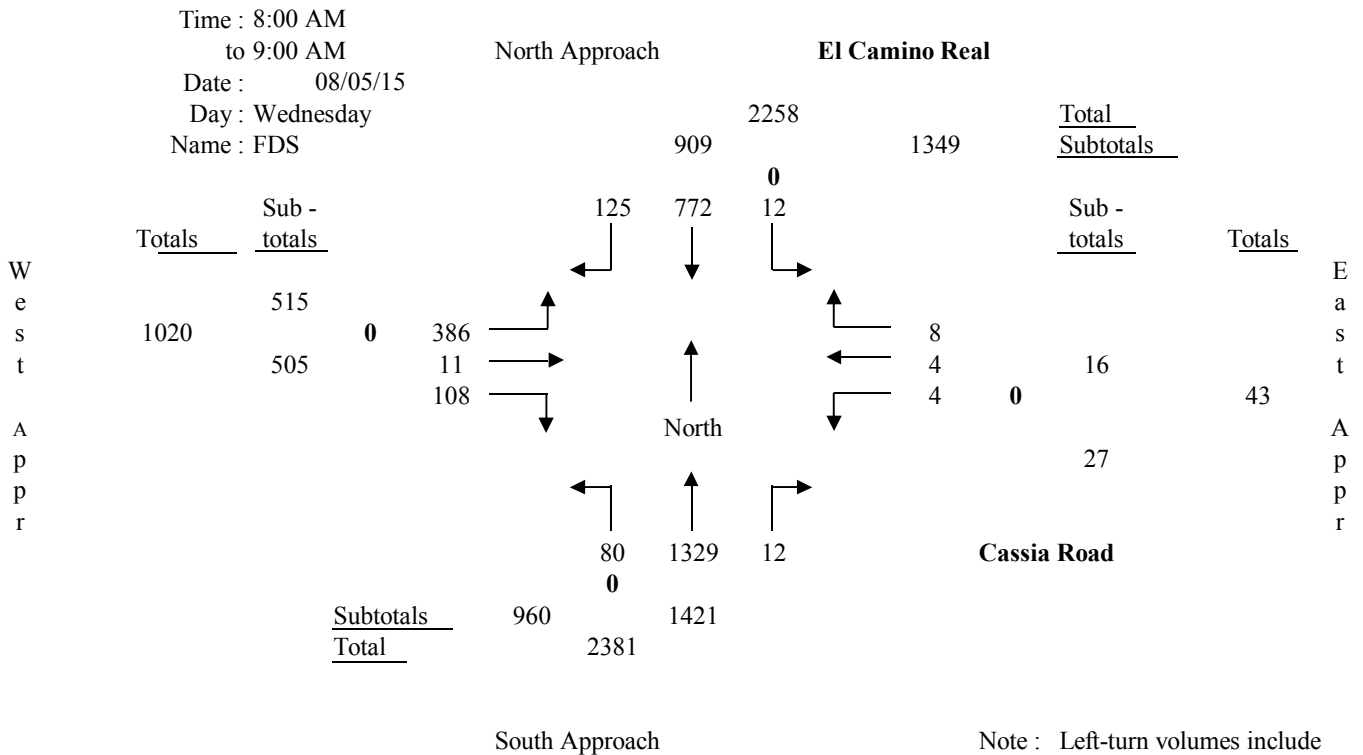 Time : 8:00 AM
to 9:00 AM North Approach El Camino Real
Date : 08/05/15
Day : Wednesday 2258 Total
Name : FDS 909 1349 Subtotals
0
Sub - 125 772 12 Sub -
Totals totals totals Totals
W E
e 515 a
s 1020 0 386 8 s
t 505 11 4 16 t
108 4 0 43
A North A
p 27 p
p p
r r
80 1329 12 Cassia Road
0
Subtotals 960 1421
Total 2381
South Approach Note : Left-turn volumes include